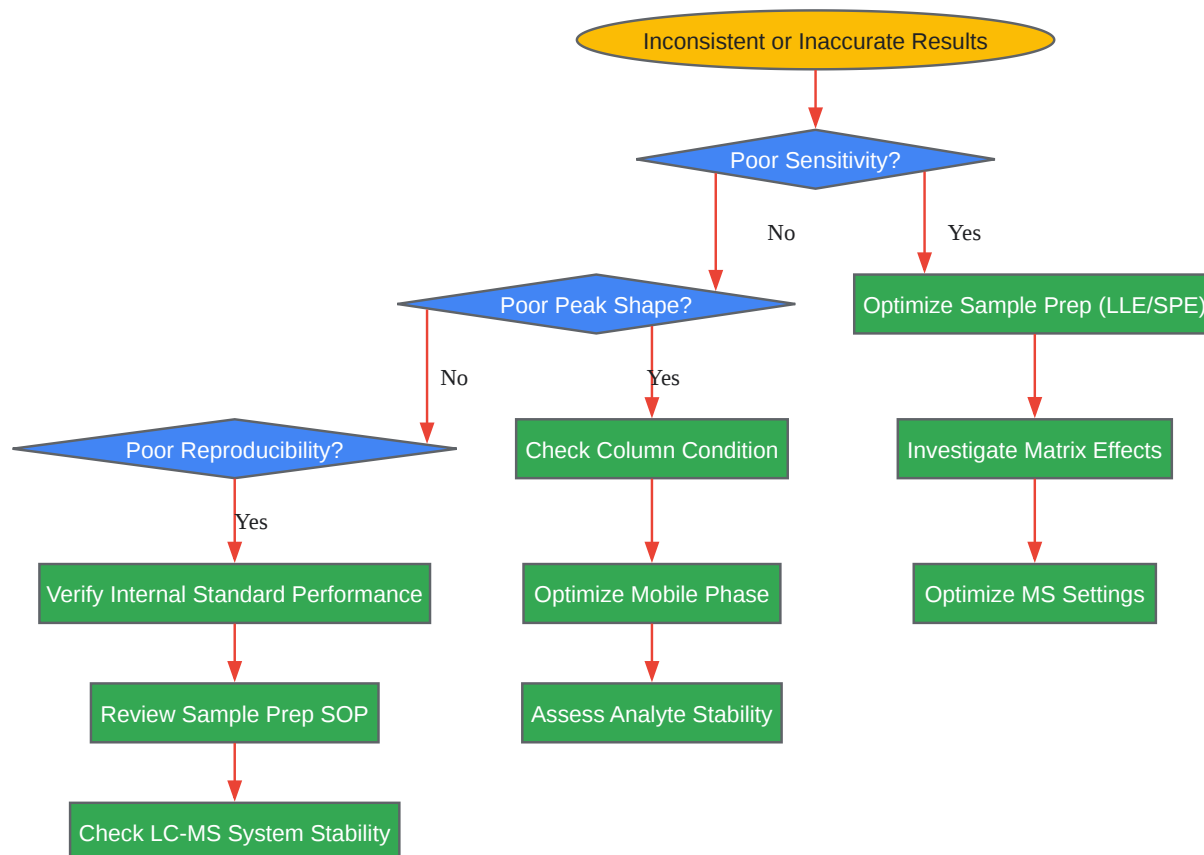 Inconsistent or Inaccurate Results
Poor Sensitivity?
No
Yes
Poor Peak Shape?
Optimize Sample Prep (LLE/SPE)
No
Yes
Poor Reproducibility?
Check Column Condition
Investigate Matrix Effects
Yes
Verify Internal Standard Performance
Optimize Mobile Phase
Optimize MS Settings
Review Sample Prep SOP
Assess Analyte Stability
Check LC-MS System Stability